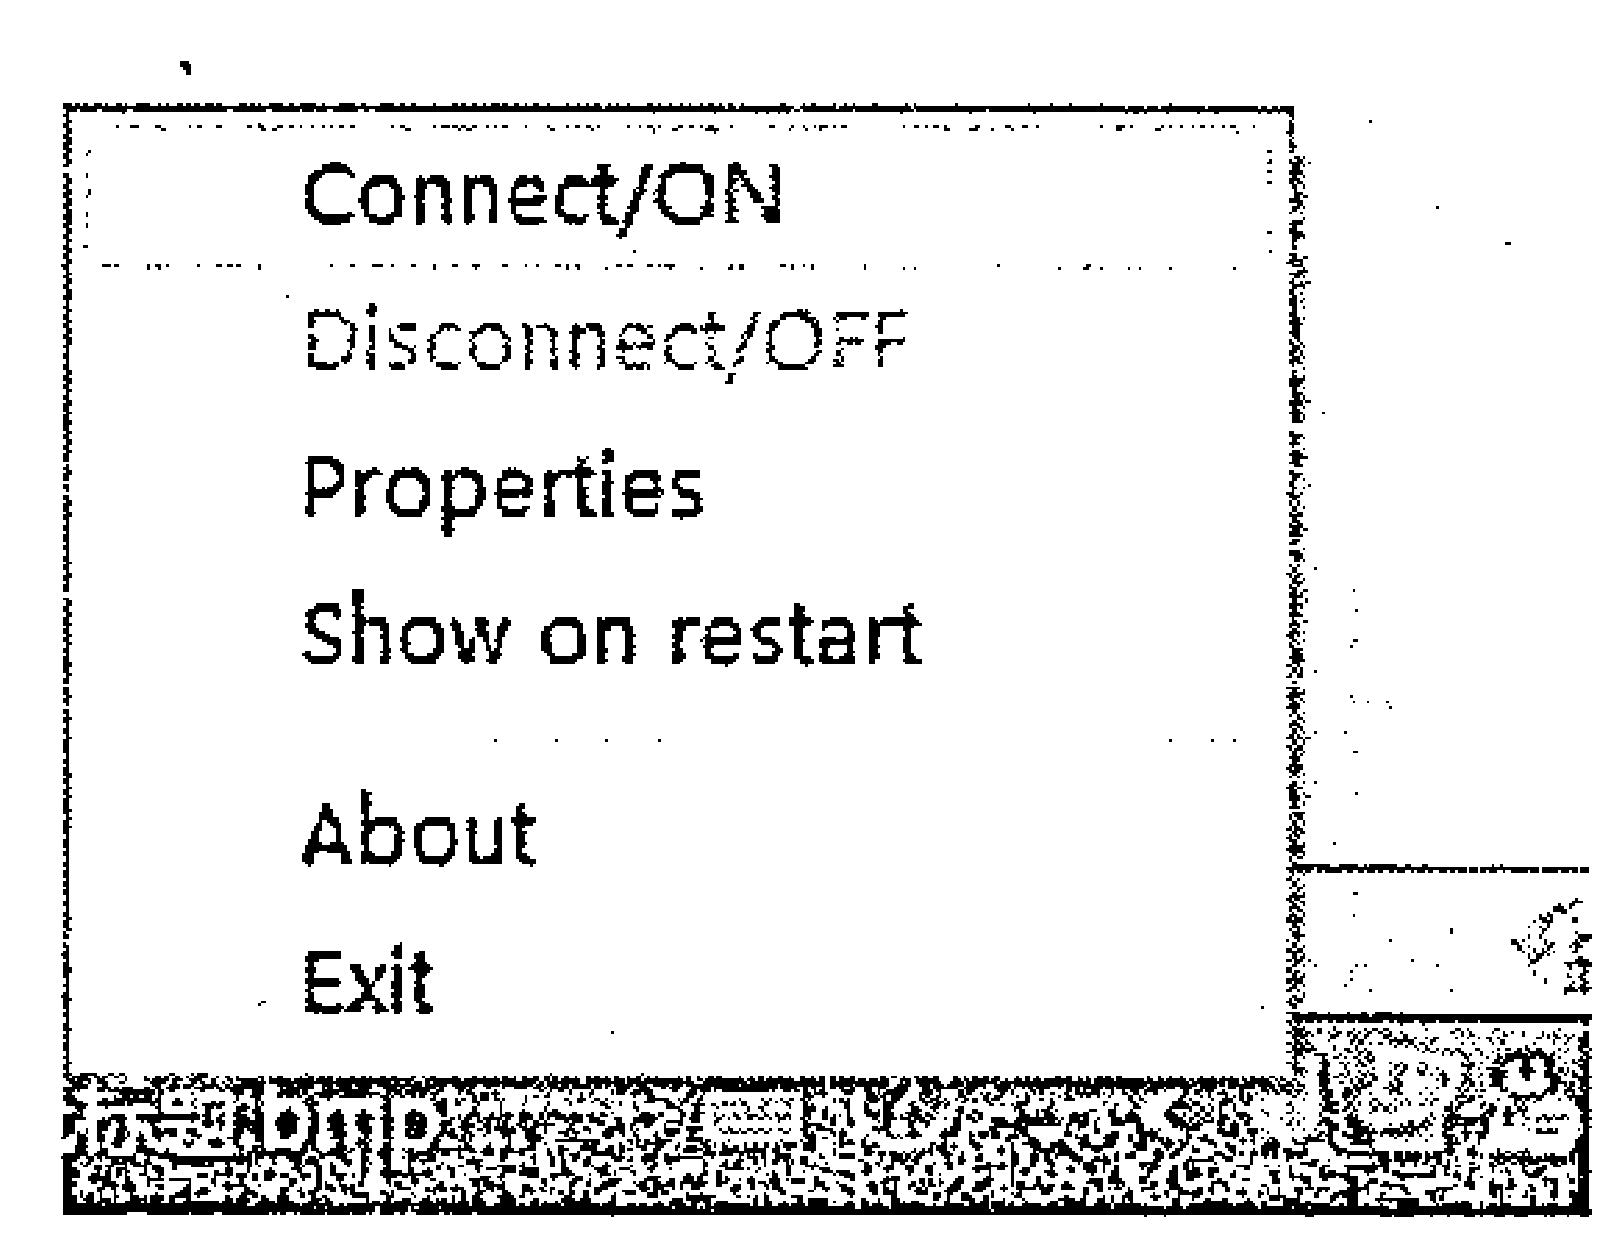 Connect/ON
Disconnect/OFF
Properties
Show on restart
About
Exit